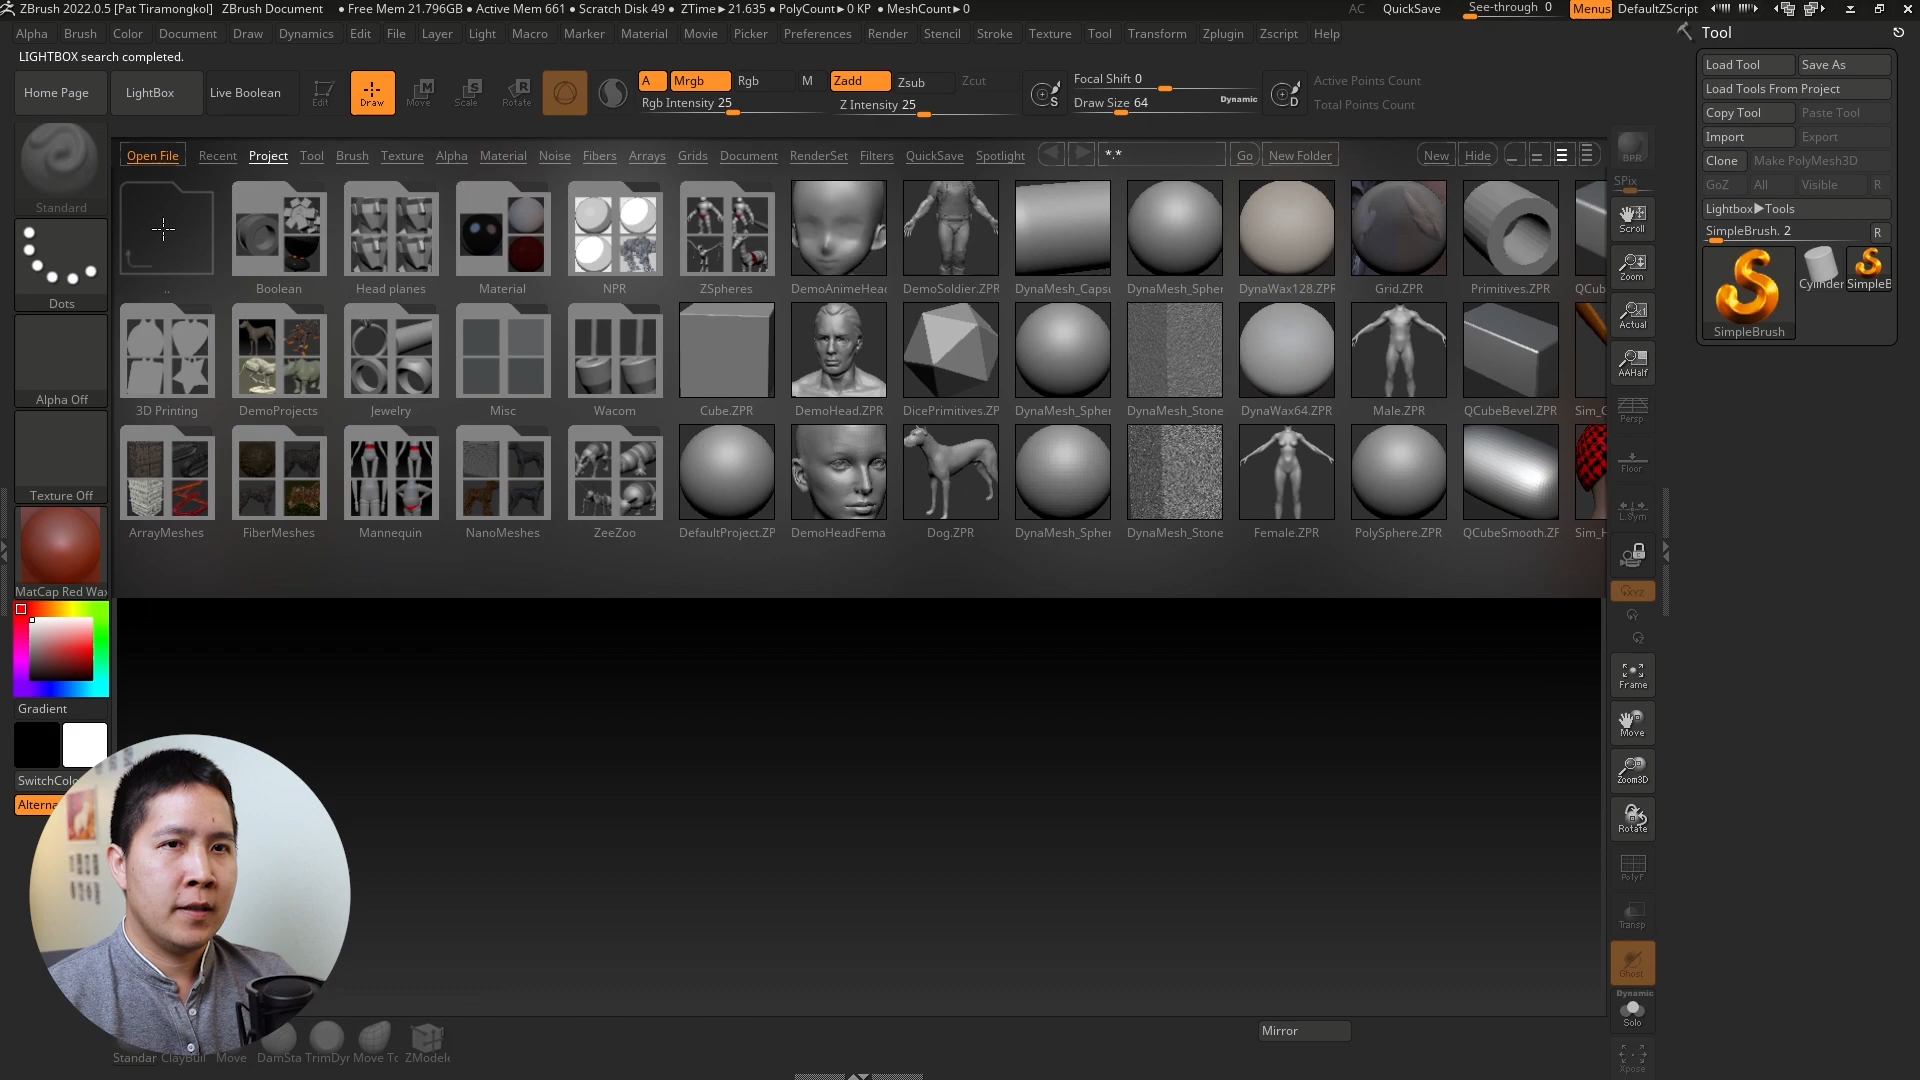 ZBrush 2022.0.5 [Pat Tiramongkol] ZBrush Document • Free Mem 21.796GB • Active Mem 661 • Scratch Disk 49 • ZTime►21.635 • PolyCount►0 KP • MeshCount►0 AC QuickSave See-through 0 Menus DefaultZScript
Alpha Brush Color Document Draw Dynamics Edit File Layer Light Macro Marker Material Movie Picker Preferences Render Stencil Stroke Texture Tool Transform Zplugin Zscript Help
Tool
LIGHTBOX search completed.
Home Page LightBox Live Boolean Edit Draw Move Scale Rotate
A Mrgb Rgb M Zadd Zsub Zcut
Rgb Intensity 25 Z Intensity 25
Focal Shift 0
Draw Size 64 Dynamic
Active Points Count
Total Points Count
Load Tool Save As
Load Tools From Project
Copy Tool Paste Tool
Import Export
Clone Make PolyMesh3D
GoZ All Visible R
Lightbox►Tools
SimpleBrush. 2 R
Cylinder SimpleB
SimpleBrush
Open File Recent Project Tool Brush Texture Alpha Material Noise Fibers Arrays Grids Document RenderSet Filters QuickSave Spotlight *.* Go New Folder New Hide
.. Boolean Head planes Material NPR ZSpheres DemoAnimeHead DemoSoldier.ZPR DynaMesh_Capsu DynaMesh_Spher DynaWax128.ZPR Grid.ZPR Primitives.ZPR QCub
3D Printing DemoProjects Jewelry Misc Wacom Cube.ZPR DemoHead.ZPR DicePrimitives.ZP DynaMesh_Spher DynaMesh_Stone DynaWax64.ZPR Male.ZPR QCubeBevel.ZPR Sim_C
ArrayMeshes FiberMeshes Mannequin NanoMeshes ZeeZoo DefaultProject.ZP DemoHeadFema Dog.ZPR DynaMesh_Spher DynaMesh_Stone Female.ZPR PolySphere.ZPR QCubeSmooth.ZF Sim_H
Standard
Dots
Alpha Off
Texture Off
MatCap Red Wax
Gradient
SwitchColo
Alterna
BPR
SPix
Scroll
Zoom
Actual
AAHalf
Persp
Floor
L.Sym
XYZ
Y
Z
Frame
Move
Zoom3D
Rotate
PolyF
Transp
Ghost
Dynamic
Solo
Xpose
Mirror
Standar ClayBuil Move DamSta TrimDyr Move Tc ZModele